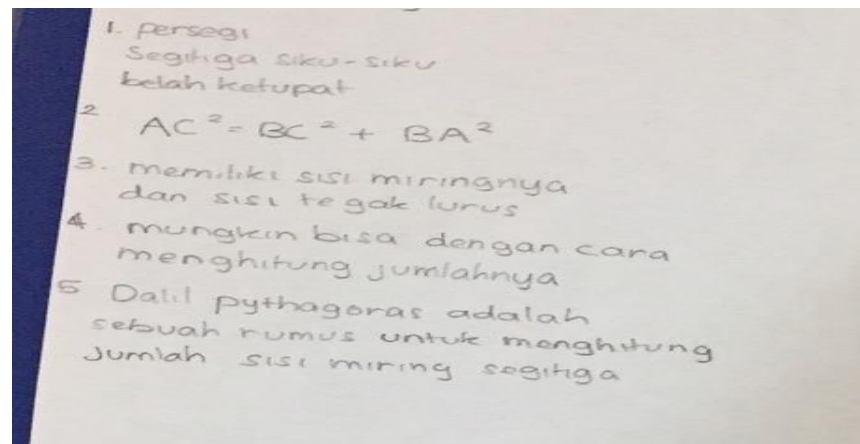 1. persegi
Segitiga siku-siku
belah ketupat
2 AC² = BC² + BA²
3. memiliki sisi miringnya
dan sisi tegak lurus
4. mungkin bisa dengan cara
menghitung jumlahnya
5 Dalil pythagoras adalah
sebuah rumus untuk menghitung
Jumlah sisi miring segitiga